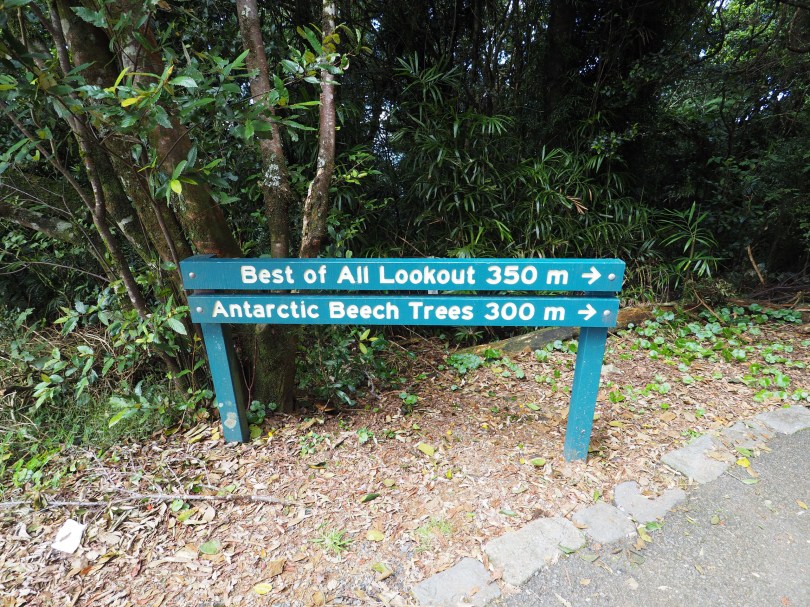 Best of All Lookout 350 m →
Antarctic Beech Trees 300 m →